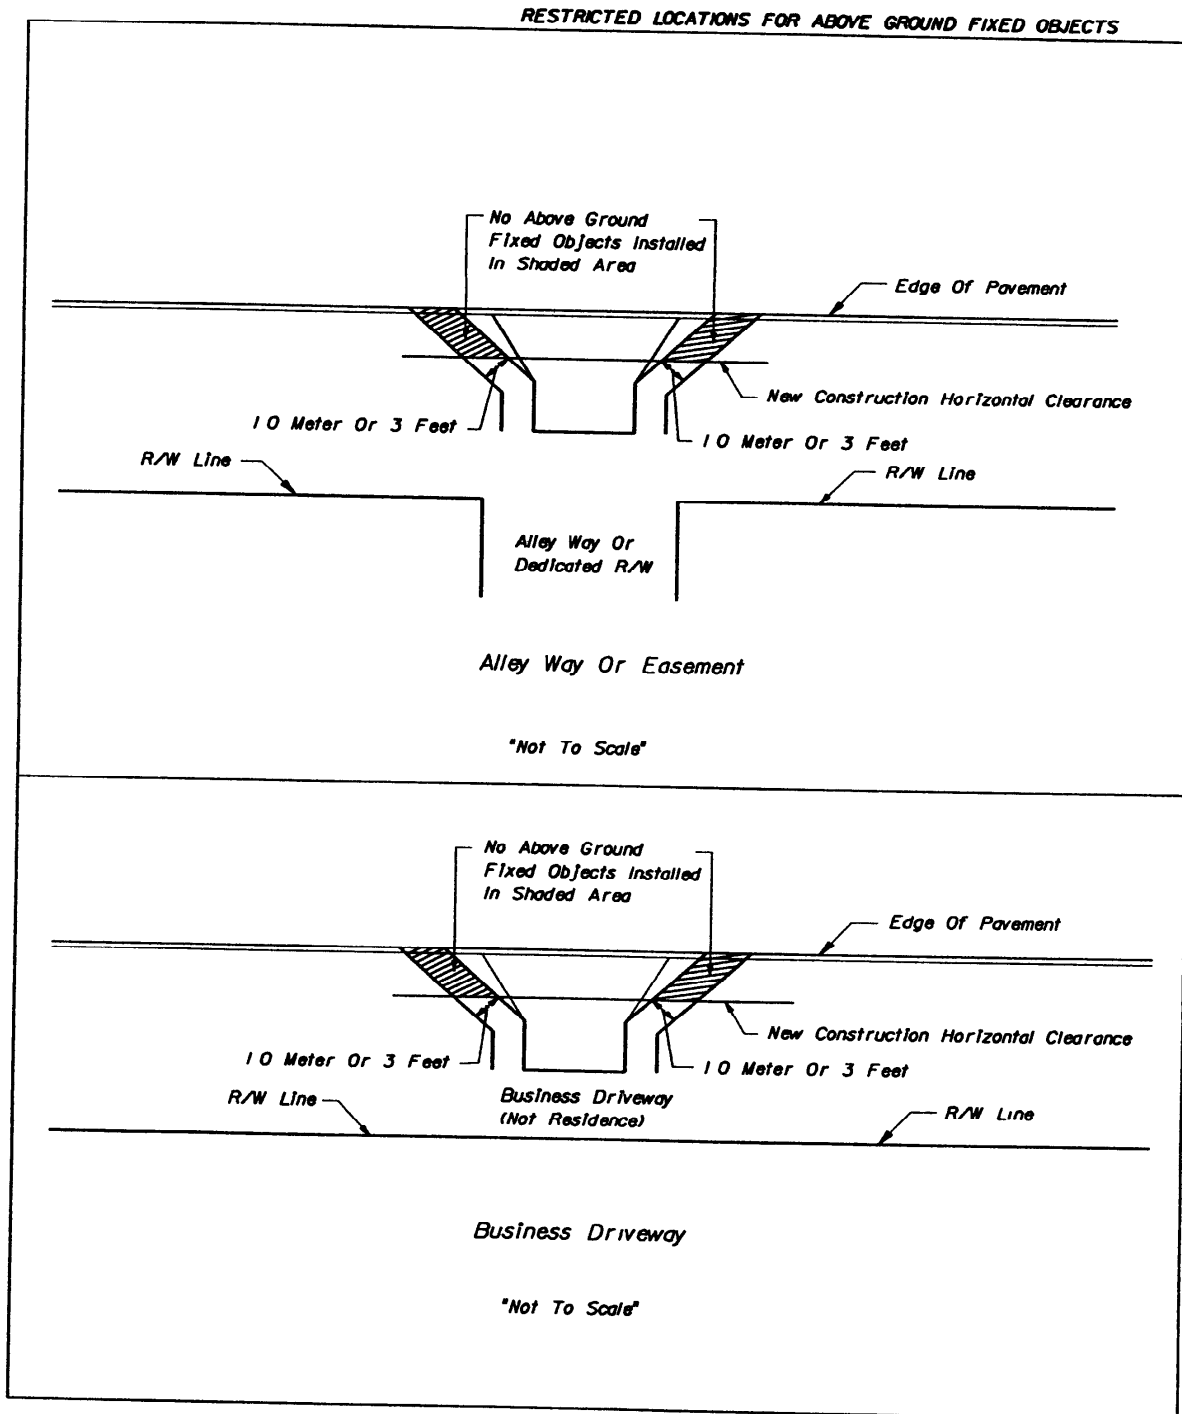 RESTRICTED LOCATIONS FOR ABOVE GROUND FIXED OBJECTS
No Above Ground
Fixed Objects Installed
In Shaded Area
Edge Of Pavement
New Construction Horizontal Clearance
1 0 Meter Or 3 Feet
1 0 Meter Or 3 Feet
R/W Line
R/W Line
Alley Way Or
Dedicated R/W
Alley Way Or Easement
"Not To Scale"
No Above Ground
Fixed Objects Installed
In Shaded Area
Edge Of Pavement
New Construction Horizontal Clearance
1 0 Meter Or 3 Feet
1 0 Meter Or 3 Feet
Business Driveway
(Not Residence)
R/W Line
R/W Line
Business Driveway
"Not To Scale"